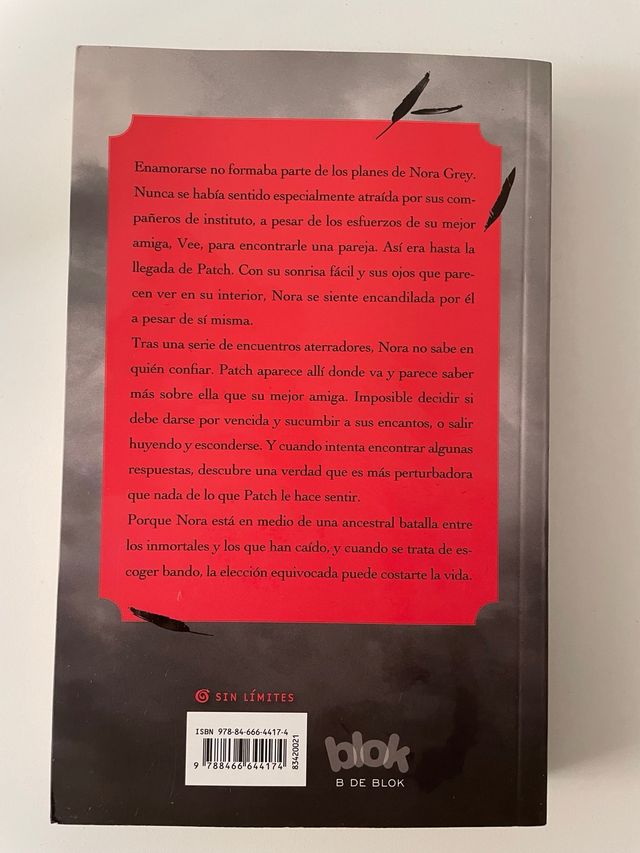 Enamorarse no formaba parte de los planes de Nora Grey.
Nunca se había sentido especialmente atraída por sus com-
pañeros de instituto, a pesar de los esfuerzos de su mejor
amiga, Vee, para encontrarle una pareja. Así era hasta la
llegada de Patch. Con su sonrisa fácil y sus ojos que pare-
cen ver en su interior, Nora se siente encandilada por él
a pesar de sí misma.
Tras una serie de encuentros aterradores, Nora no sabe en
quién confiar. Patch aparece allí donde va y parece saber
más sobre ella que su mejor amiga. Imposible decidir si
debe darse por vencida y sucumbir a sus encantos, o salir
huyendo y esconderse. Y cuando intenta encontrar algunas
respuestas, descubre una verdad que es más perturbadora
que nada de lo que Patch le hace sentir.
Porque Nora está en medio de una ancestral batalla entre
los inmortales y los que han caído, y cuando se trata de es-
coger bando, la elección equivocada puede costarte la vida.
SIN LÍMITES
ISBN 978-84-666-4417-4
9 788466 644174
83420021
blok
B DE BLOK